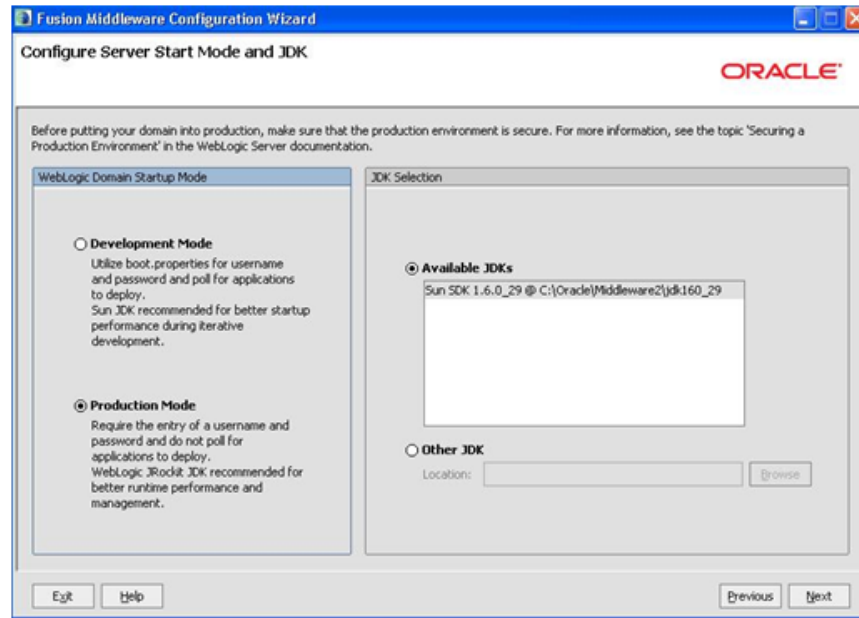 Fusion Middleware Configuration Wizard
Configure Server Start Mode and JDK
ORACLE
Before putting your domain into production, make sure that the production environment is secure. For more information, see the topic 'Securing a
Production Environment' in the WebLogic Server documentation.
WebLogic Domain Startup Mode
Development Mode
Utilize boot.properties for username
and password and poll for applications
to deploy.
Sun JDK recommended for better startup
performance during iterative
development.
Production Mode
Require the entry of a username and
password and do not poll for
applications to deploy.
WebLogic JRockit JDK recommended for
better runtime performance and
management.
JDK Selection
Available JDKs
Sun SDK 1.6.0_29 @ C:\Oracle\Middleware2\jdk160_29
Other JDK
Location:
Browse
Exit
Help
Previous
Next